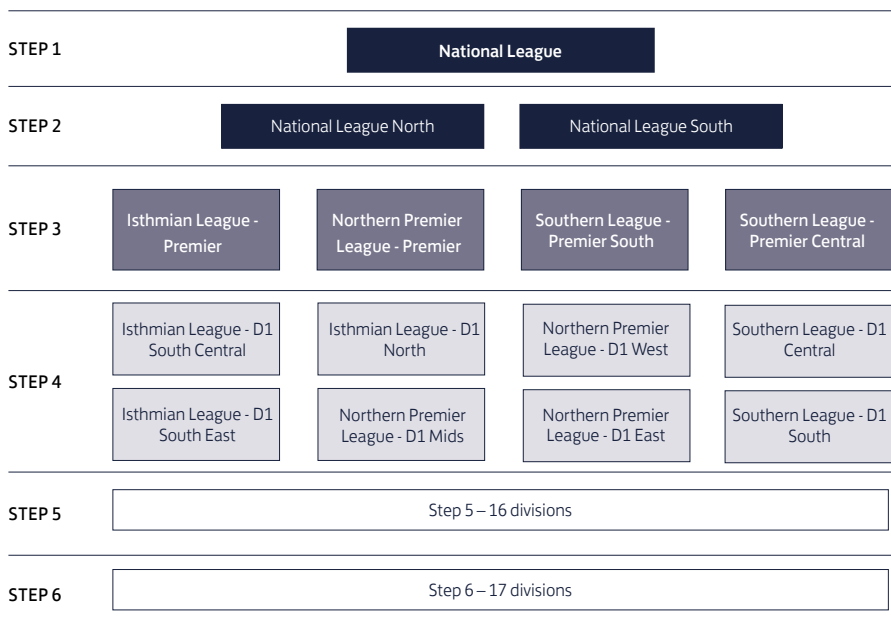 STEP 1
National League
STEP 2
National League North
National League South
STEP 3
Isthmian League -
Premier
Northern Premier
League - Premier
Southern League -
Premier South
Southern League -
Premier Central
STEP 4
Isthmian League - D1
South Central
Isthmian League - D1
North
Northern Premier
League - D1 West
Southern League - D1
Central
Isthmian League - D1
South East
Northern Premier
League - D1 Mids
Northern Premier
League - D1 East
Southern League - D1
South
STEP 5
Step 5 – 16 divisions
STEP 6
Step 6 – 17 divisions